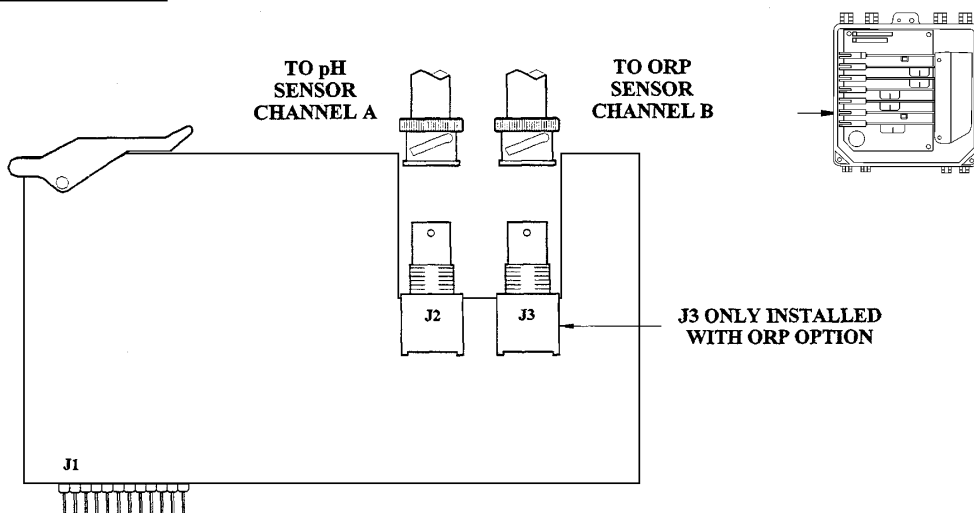 TO pH
SENSOR
CHANNEL A
TO ORP
SENSOR
CHANNEL B
J2
J3
J3 ONLY INSTALLED
WITH ORP OPTION
J1